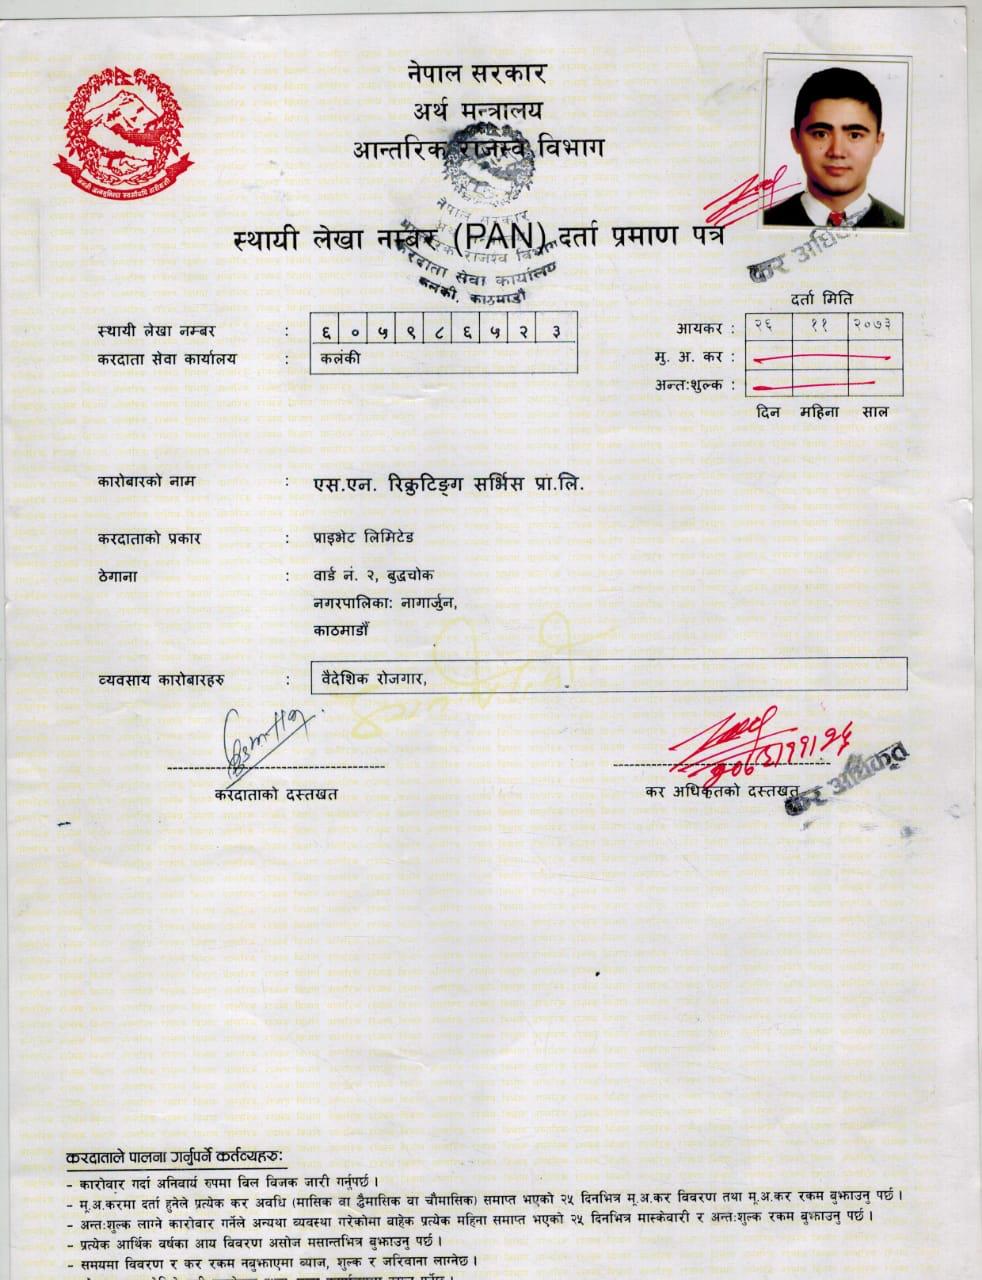 नेपाल सरकार
अर्थ मन्त्रालय
आन्तरिक राजस्व विभाग
नेपाल सरकार
अर्थ मन्त्रालय
आन्तरिक राजश्व विभाग
करदाता सेवा कार्यालय
कलंकी, काठमाडौं
स्थायी लेखा नम्बर (PAN) दर्ता प्रमाण पत्र
कर अधिकृत
दर्ता मिति
स्थायी लेखा नम्बर : ६ ० ५ ९ ८ ६ ५ २ ३
आयकर : २६ ११ २०७३
करदाता सेवा कार्यालय : कलंकी
मु. अ. कर :
अन्त:शुल्क :
दिन महिना साल
कारोबारको नाम : एस.एन. रिक्रुटिङ्ग सर्भिस प्रा.लि.
करदाताको प्रकार : प्राइभेट लिमिटेड
ठेगाना : वार्ड नं. २, बुद्धचोक
नगरपालिका: नागार्जुन,
काठमाडौं
व्यवसाय कारोबारहरु : वैदेशिक रोजगार,
करदाताको दस्तखत
कर अधिकृतको दस्तखत
कर अधिकृत
करदाताले पालना गर्नुपर्ने कर्तव्यहरु:
- कारोवार गर्दा अनिवार्य रुपमा विल विजक जारी गर्नुपर्छ ।
- मू.अ.करमा दर्ता हुनेले प्रत्येक कर अवधि (मासिक वा द्वैमासिक वा चौमासिक) समाप्त भएको २५ दिनभित्र मू.अ.कर विवरण तथा मू.अ.कर रकम बुझाउनु पर्छ ।
- अन्त:शुल्क लाग्ने कारोबार गर्नेले अन्यथा व्यवस्था गरेकोमा वाहेक प्रत्येक महिना समाप्त भएको २५ दिनभित्र मास्केवारी र अन्त:शुल्क रकम बुझाउनु पर्छ ।
- प्रत्येक आर्थिक वर्षका आय विवरण असोज मसान्तभित्र बुझाउनु पर्छ ।
- समयमा विवरण र कर रकम नबुझाएमा ब्याज, शुल्क र जरिवाना लाग्नेछ ।